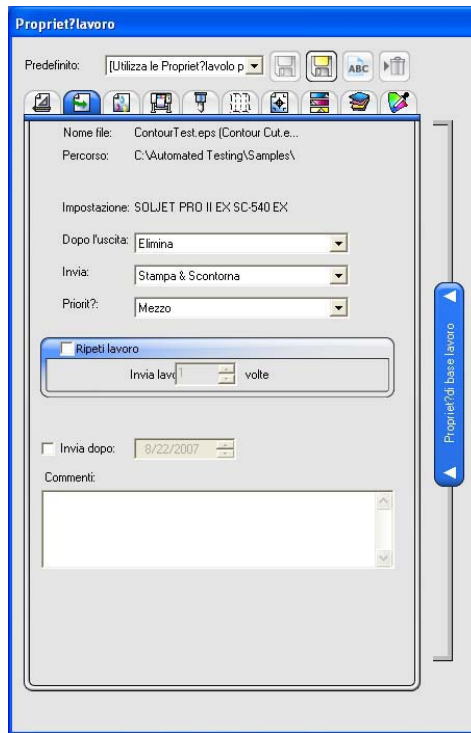 Propriet?lavoro
Predefinito: [Utilizza le Propriet?lavolo p
ABC
Nome file: ContourTest.eps (Contour Cut.e...
Percorso: C:\Automated Testing\Samples\
Impostazione: SOLJET PRO II EX SC-540 EX
Dopo l'uscita: Elimina
Invia: Stampa & Scontorna
Priorit?: Mezzo
Ripeti lavoro
Invia lavo 1 volte
Invia dopo: 8/22/2007
Commenti:
Propriet?di base lavoro